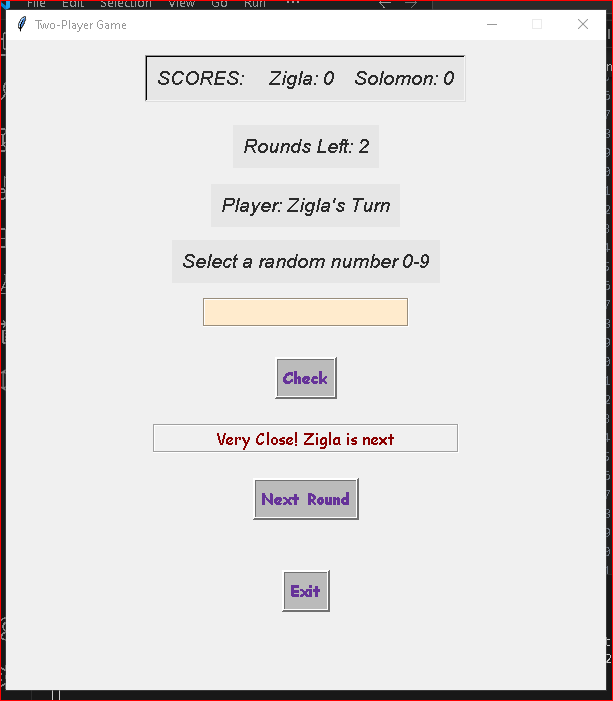 File Edit Selection View Go Run ...
Two-Player Game
SCORES: Zigla: 0 Solomon: 0
Rounds Left: 2
Player: Zigla's Turn
Select a random number 0-9
Check
Very Close! Zigla is next
Next Round
Exit